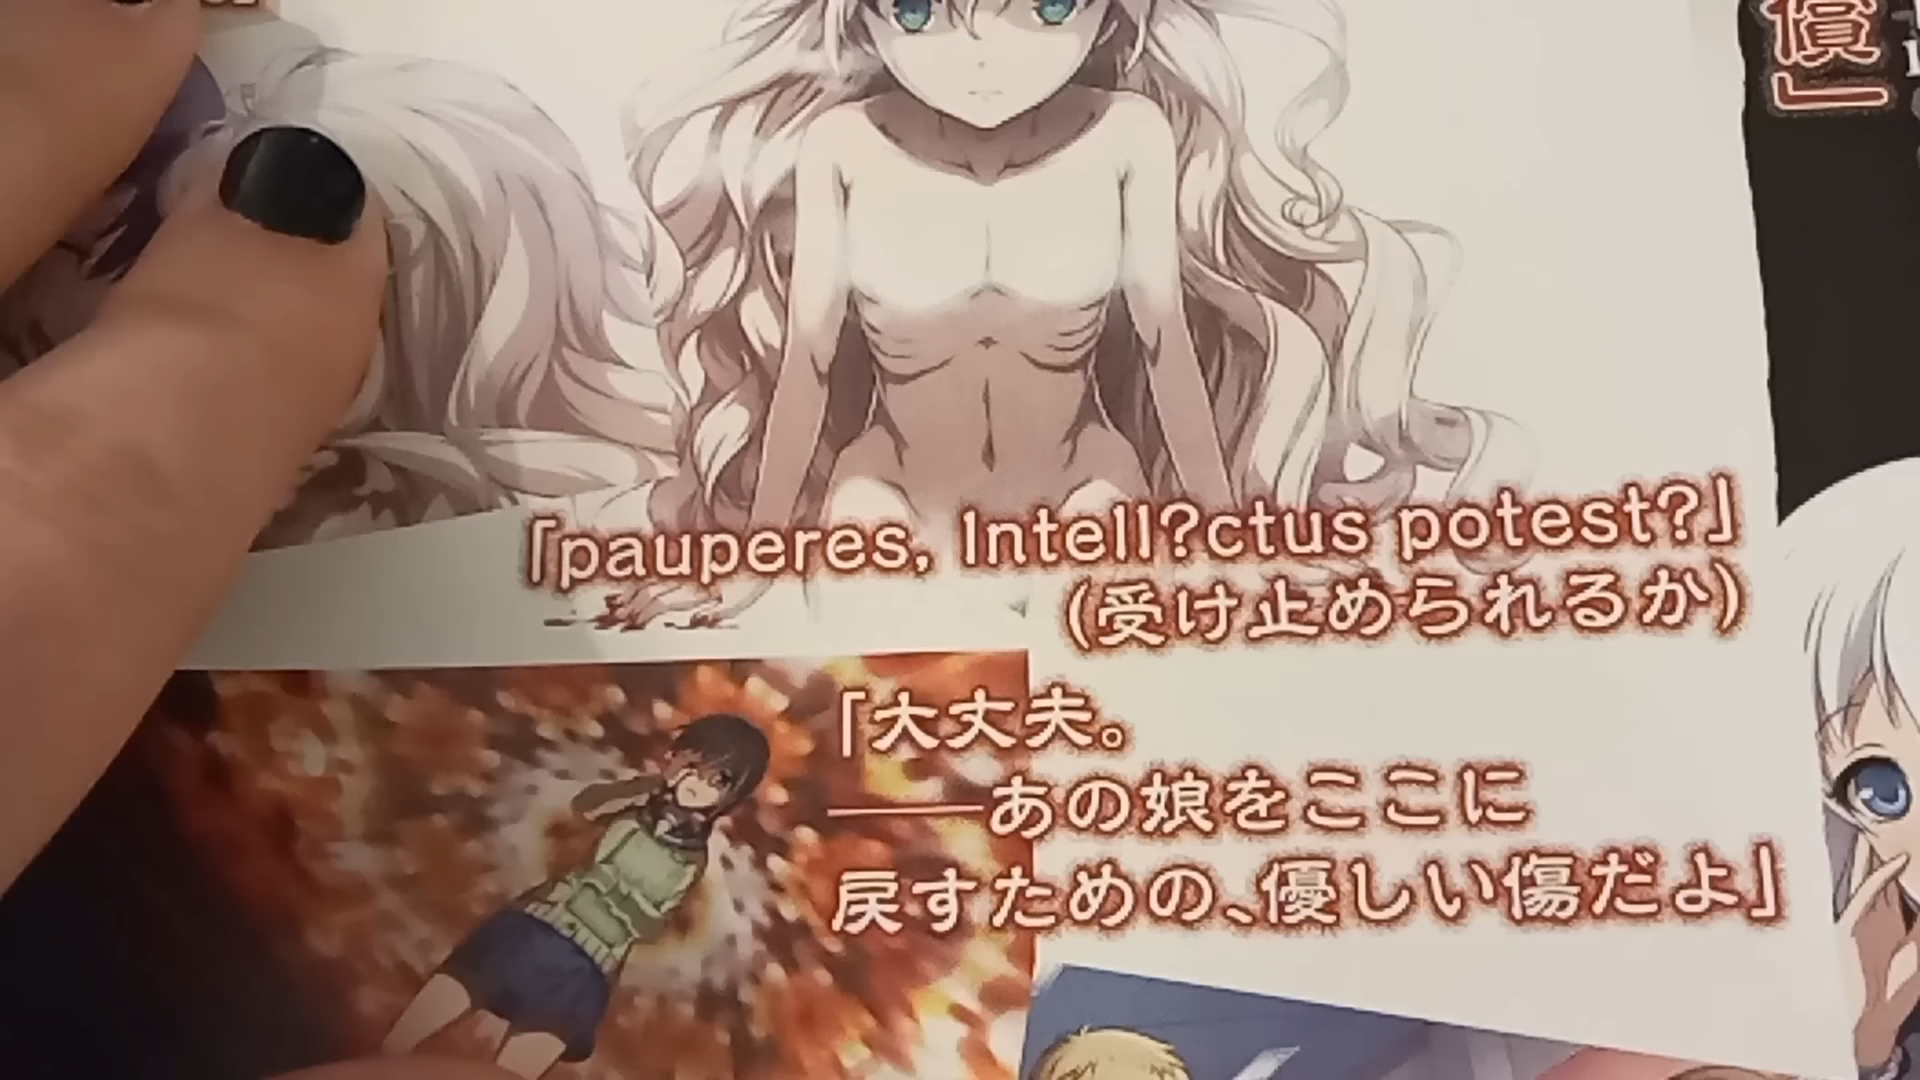 償」
「pauperes, Intell?ctus potest?」
(受け止められるか)
「大丈夫。
――あの娘をここに
戻すための、優しい傷だよ」